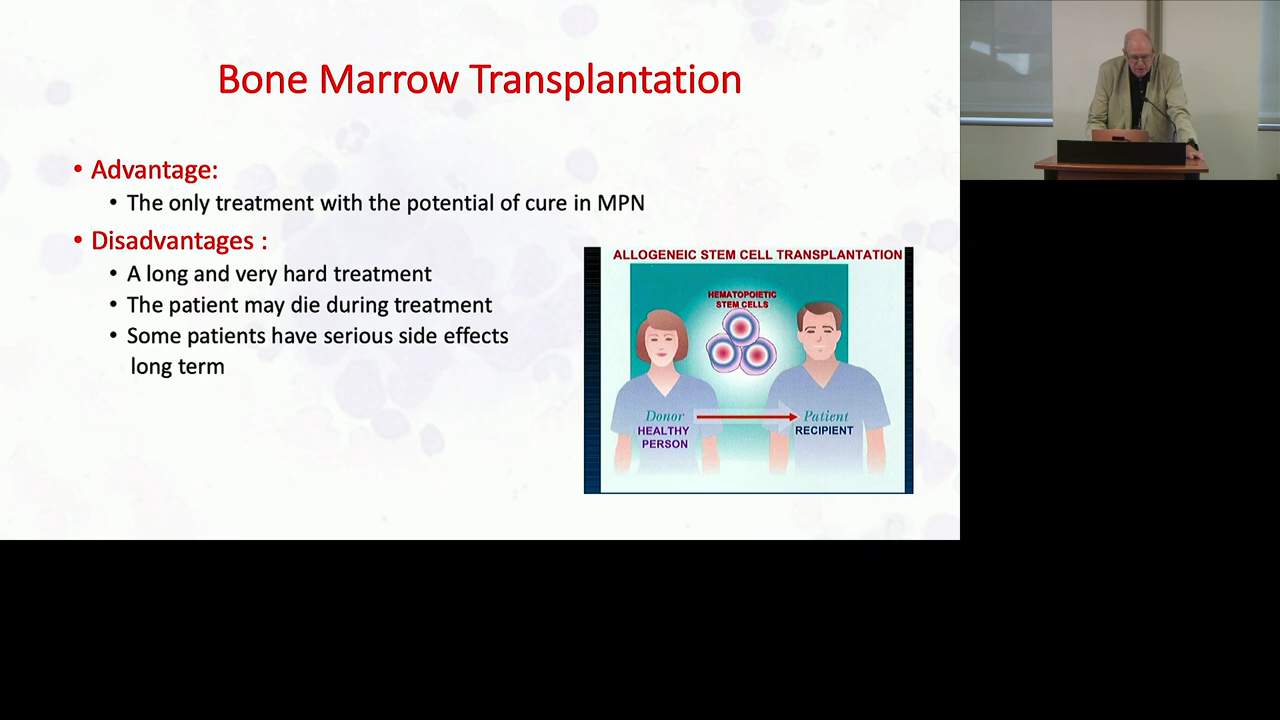 Bone Marrow Transplantation
• Advantage:
• The only treatment with the potential of cure in MPN
• Disadvantages :
• A long and very hard treatment
• The patient may die during treatment
• Some patients have serious side effects
long term
ALLOGENEIC STEM CELL TRANSPLANTATION
HEMATOPOIETIC
STEM CELLS
Donor
HEALTHY
PERSON
Patient
RECIPIENT